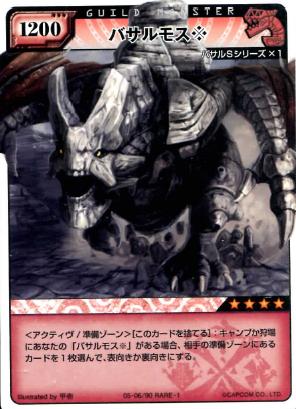 GUILD MONSTER
1200
バサルモス※
バサルSシリーズ×1
<アクティヴ/準備ゾーン>[このカードを捨てる]:キャンプか狩場
にあなたの「バサルモス※」がある場合、相手の準備ゾーンにある
カードを1枚選んで、表向きか裏向きにする。
Illustrated by 甲壱
05-06/90 RARE-1
©CAPCOM CO., LTD.